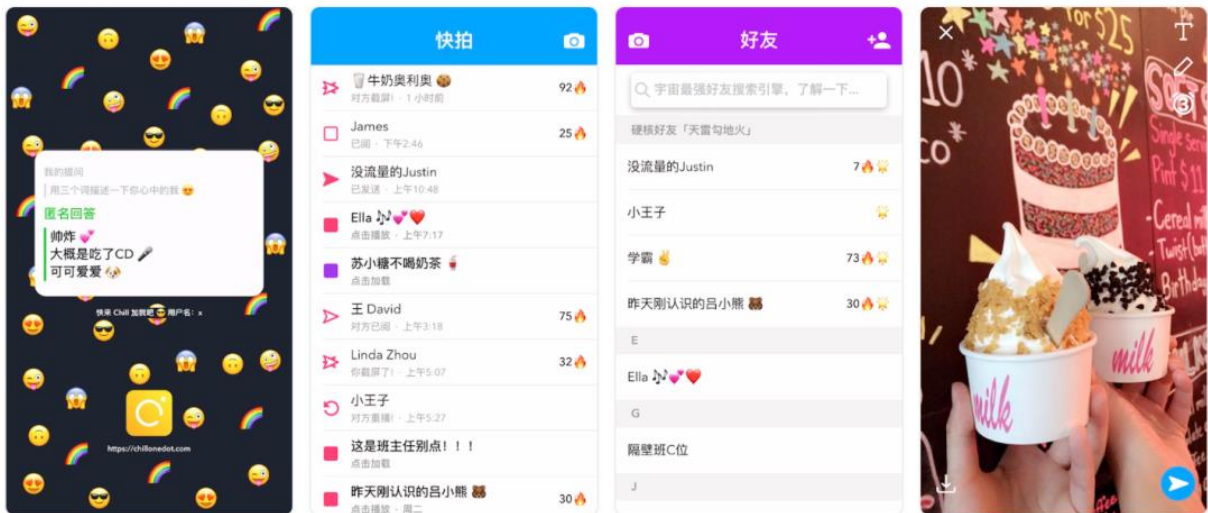 我的提问
用三个词描述一下你心中的我 😍
匿名回答
帅炸 💕
大概是吃了CD 🎤
可可爱爱 🐶
快来 Chill 加我吧 😎 用户名：x
https://chillonedot.com
快拍
🥛牛奶奥利奥 🍪
对方截屏! · 1 小时前
92🔥
James
已阅 · 下午2:46
25🔥
没流量的Justin
已发送 · 上午10:48
Ella 🎶💕❤️
点击播放 · 上午7:17
苏小糖不喝奶茶 🥤
点击加载
王 David
对方已阅 · 上午3:18
75🔥
Linda Zhou
你截屏了! · 上午5:07
32🔥
小王子
对方重播! · 上午5:27
这是班主任别点！！！
点击加载
昨天刚认识的吕小熊 🐻
点击播放 · 周二
30🔥
好友
宇宙最强好友搜索引擎，了解一下...
硬核好友「天雷勾地火」
没流量的Justin
7🔥🌟
小王子
🌟
学霸 ✌️
73🔥🌟
昨天刚认识的吕小熊 🐻
30🔥🌟
E
Ella 🎶💕❤️
G
隔壁班C位
J
T
3
for $25
10
Single
Pint $11
-Cereal
Twist
Birthday
milk
milk